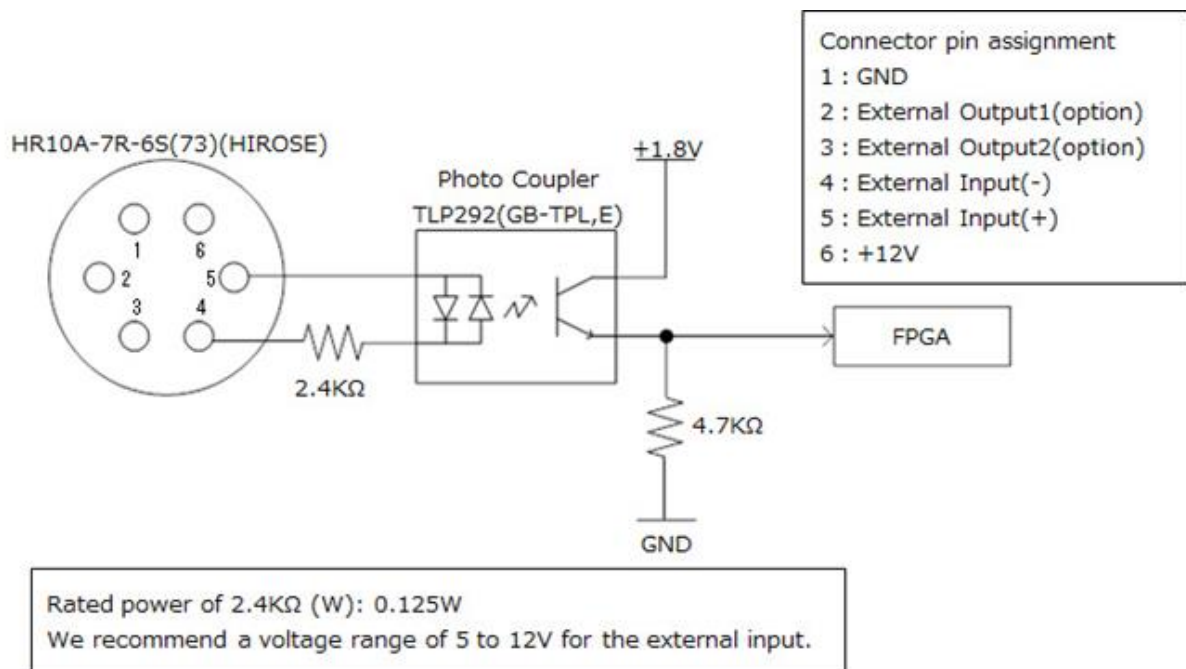 Connector pin assignment
1 : GND
2 : External Output1(option)
3 : External Output2(option)
4 : External Input(-)
5 : External Input(+)
6 : +12V
HR10A-7R-6S(73)(HIROSE)
+1.8V
Photo Coupler
TLP292(GB-TPL,E)
1
6
2
5
3
4
2.4KΩ
FPGA
4.7KΩ
GND
Rated power of 2.4KΩ (W): 0.125W
We recommend a voltage range of 5 to 12V for the external input.